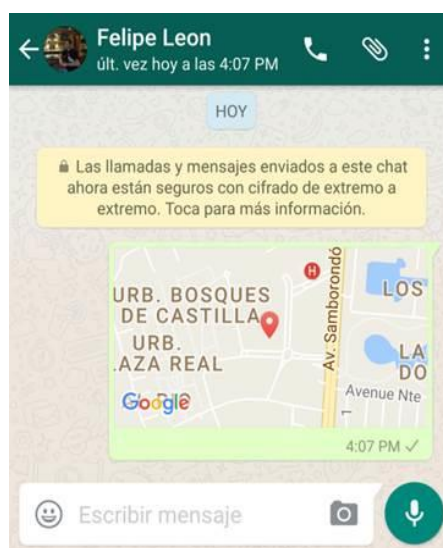 Felipe Leon
últ. vez hoy a las 4:07 PM
HOY
Las llamadas y mensajes enviados a este chat
ahora están seguros con cifrado de extremo a
extremo. Toca para más información.
H
URB. BOSQUES
DE CASTILLA
URB.
.AZA REAL
Av. Samborondó
LOS
LA
DO
Avenue Nte
1
Google
4:07 PM
Escribir mensaje